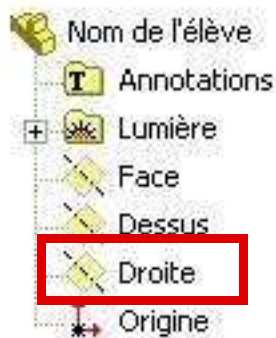 Nom de l'élève
Annotations
Lumière
Face
Dessus
Droite
Origine